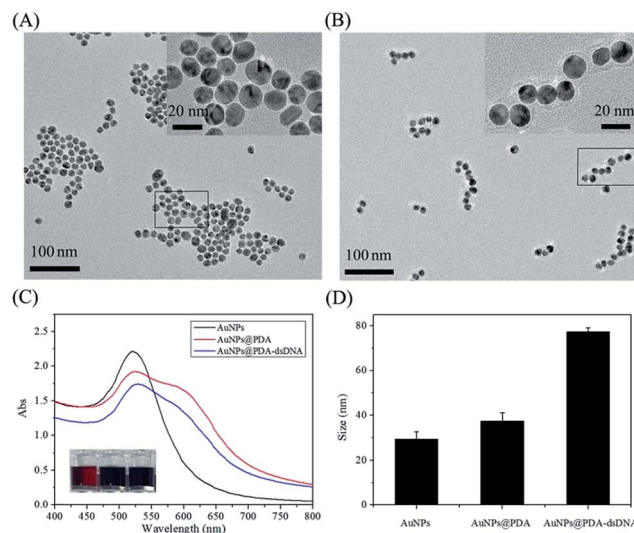 (A)
20 nm
100 nm
(B)
20 nm
100 nm
(C)
2.5
2.0
1.5
1.0
0.5
0.0
Abs
AuNPs
AuNPs@PDA
AuNPs@PDA-dsDNA
400 450 500 550 600 650 700 750 800
Wavelength (nm)
(D)
80
60
40
20
0
Size (nm)
AuNPs AuNPs@PDA AuNPs@PDA-dsDNA